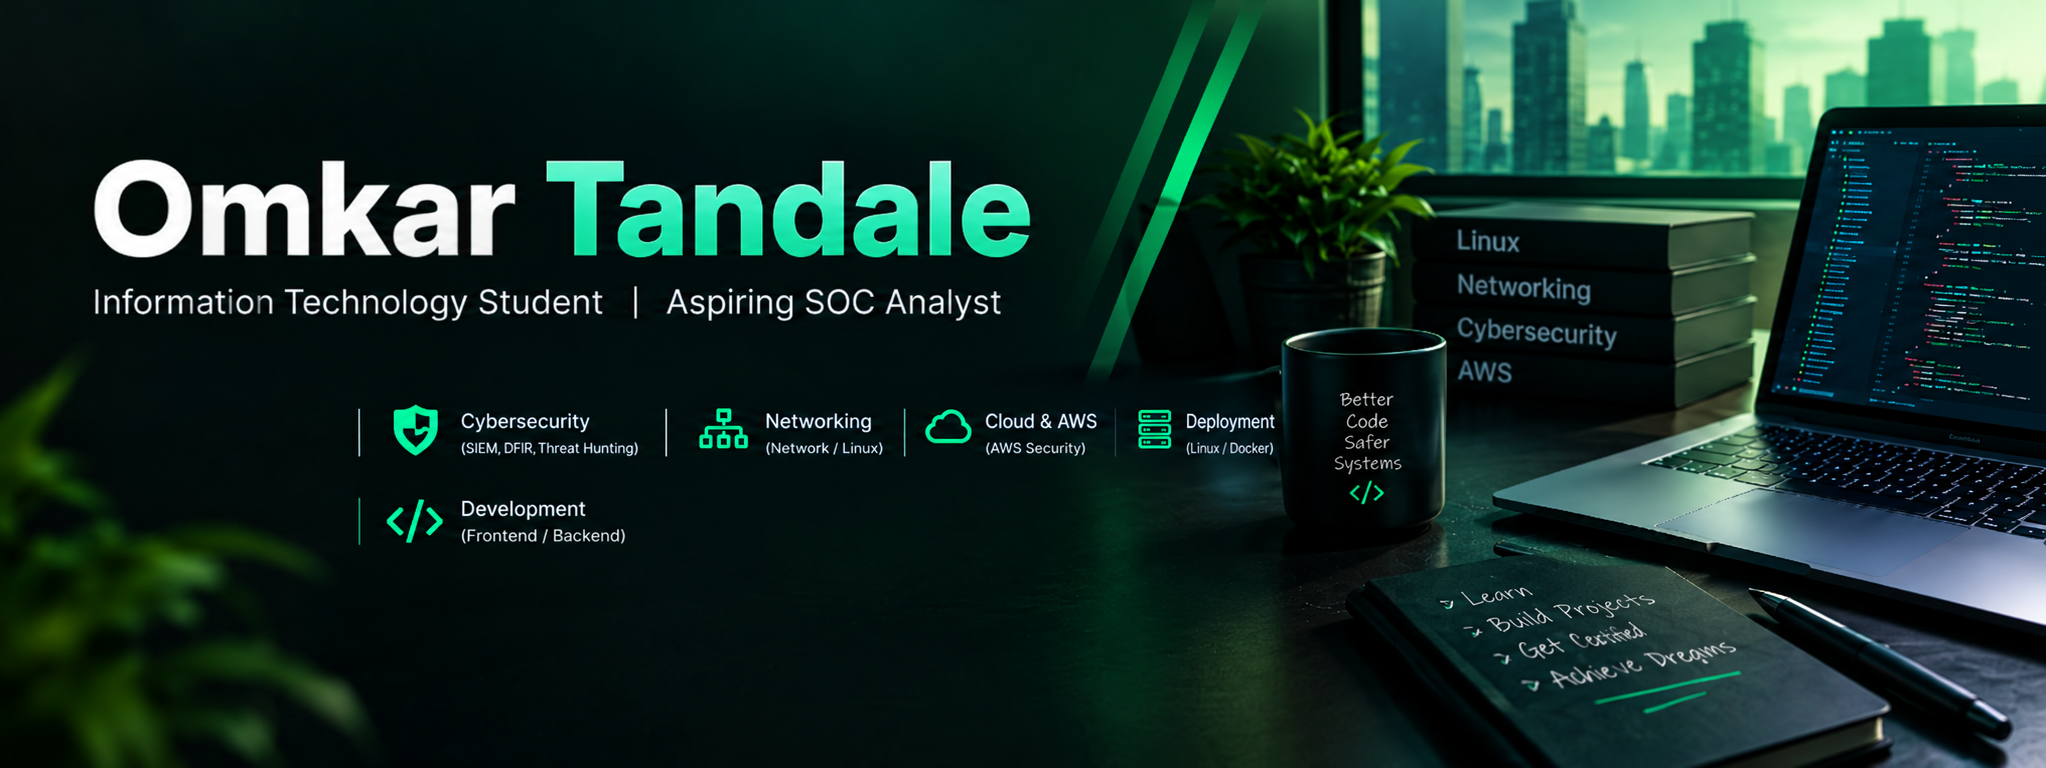 Omkar Tandale
Information Technology Student | Aspiring SOC Analyst
Cybersecurity
(SIEM, DFIR, Threat Hunting)
Networking
(Network / Linux)
Cloud & AWS
(AWS Security)
Deployment
(Linux / Docker)
</> Development
(Frontend / Backend)
Linux
Networking
Cybersecurity
AWS
Better
Code
Safer
Systems
</>
Learn
Build Projects
Get Certified
Achieve Dreams